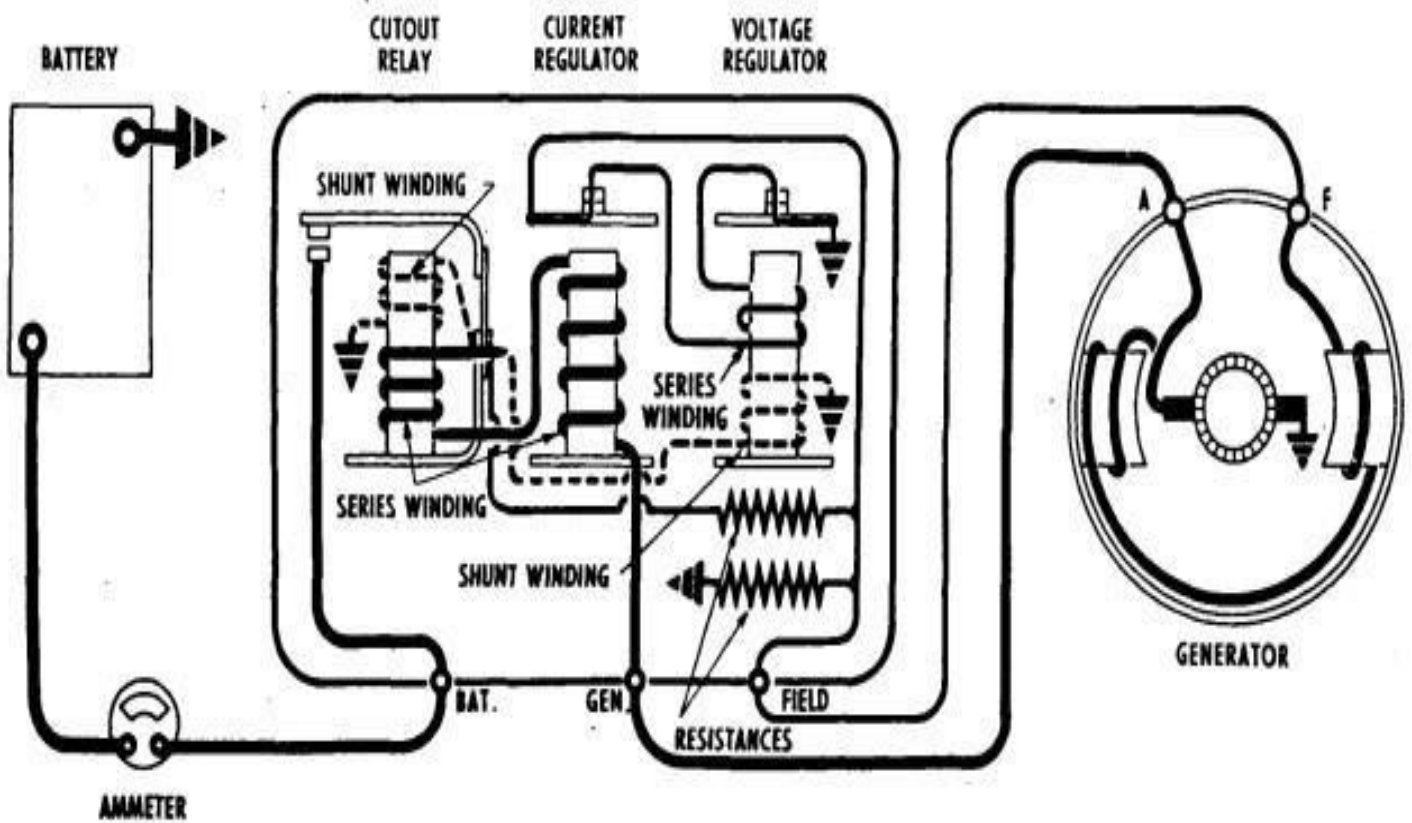 BATTERY
CUTOUT
RELAY
CURRENT
REGULATOR
VOLTAGE
REGULATOR
SHUNT WINDING
A
F
SERIES
WINDING
SERIES WINDING
SHUNT WINDING
GENERATOR
BAT.
GEN.
FIELD
RESISTANCES
AMMETER